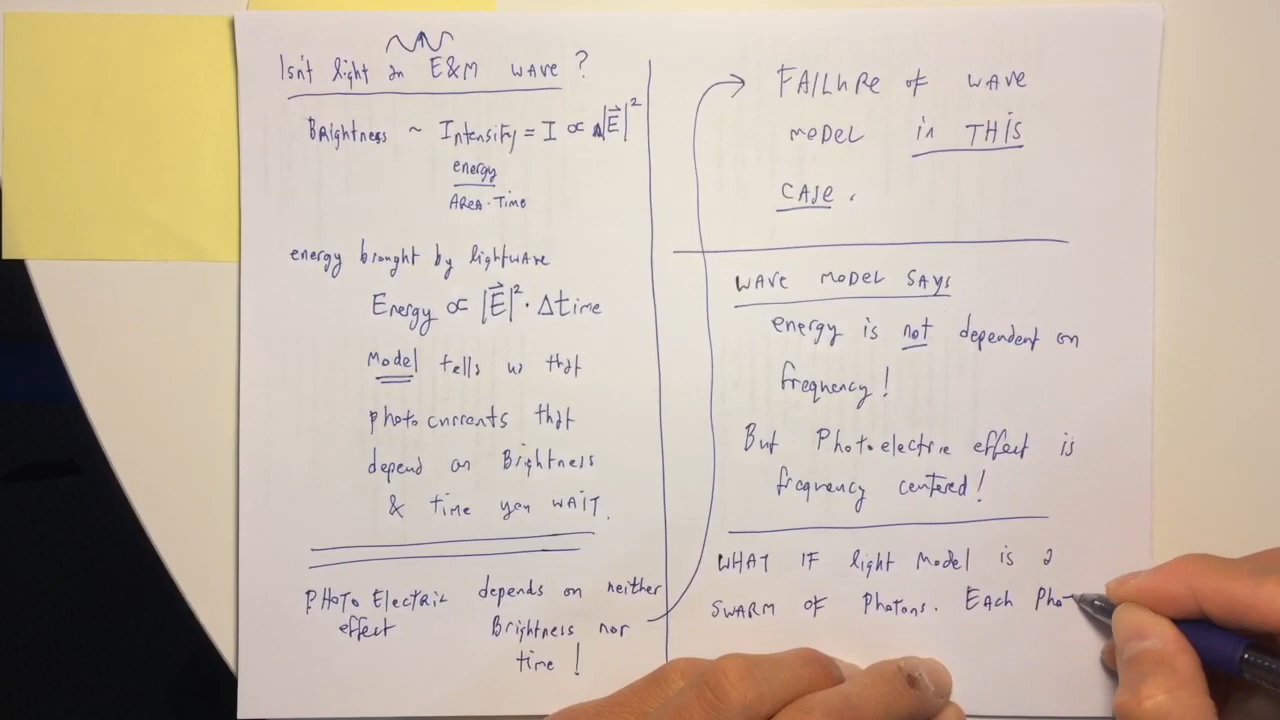 Isn't light an E&M wave?
Brightness ~ Intensity = I ∝ |E⃗|²
energy
Area · Time
energy brought by lightwave
Energy ∝ |E⃗|² · Δtime
Model tells us that
photocurrents that
depend on Brightness
& time you WAIT.
PHOTO Electric depends on neither
effect Brightness nor
time!
FAILURE of wave
model in THIS
CASE.
WAVE MODEL SAYS
energy is not dependent on
frequency!
But Photoelectric effect is
frequency centered!
WHAT IF light Model is a
SWARM OF Photons. Each Pho